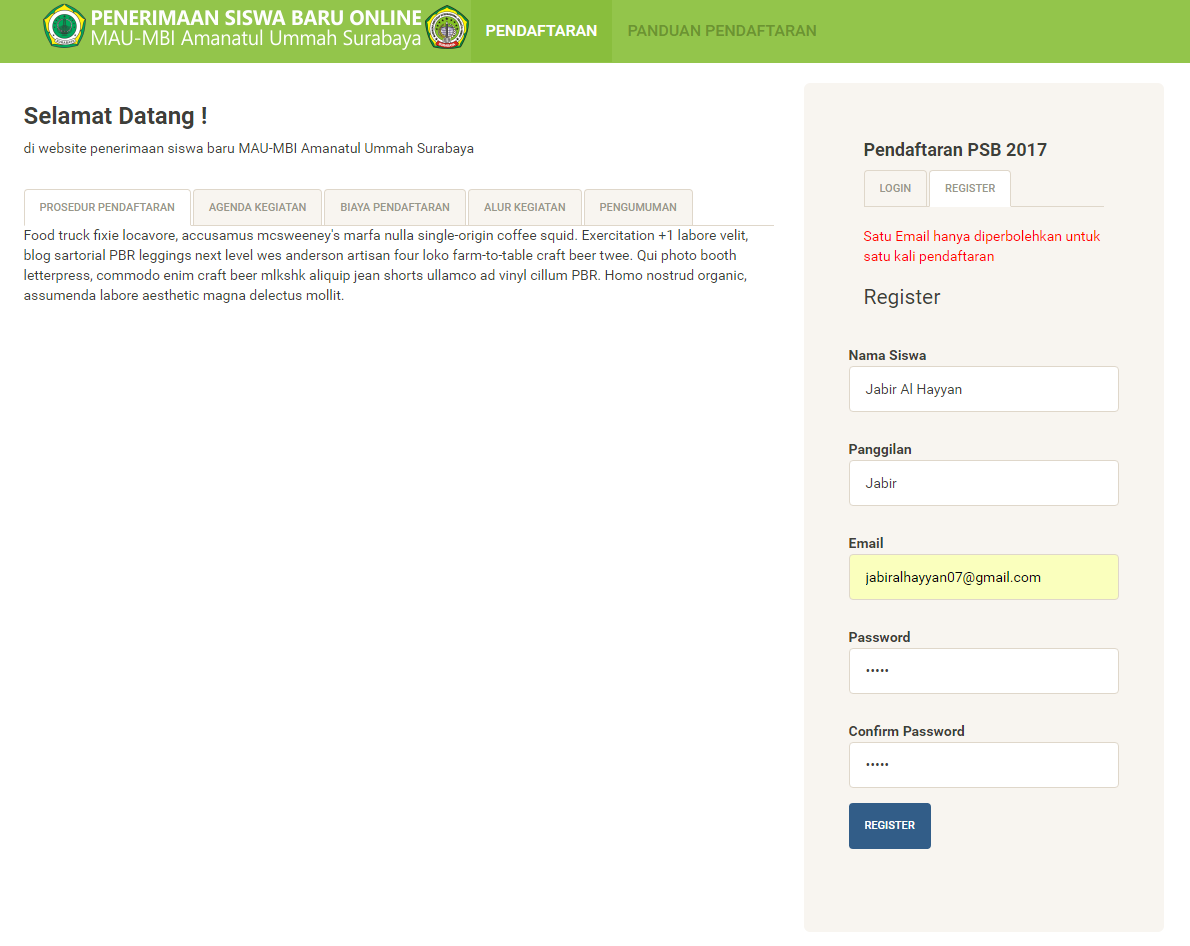 PENERIMAAN SISWA BARU ONLINE
MAU-MBI Amanatul Ummah Surabaya
PENDAFTARAN
PANDUAN PENDAFTARAN
Selamat Datang !
di website penerimaan siswa baru MAU-MBI Amanatul Ummah Surabaya
PROSEDUR PENDAFTARAN
AGENDA KEGIATAN
BIAYA PENDAFTARAN
ALUR KEGIATAN
PENGUMUMAN
Food truck fixie locavore, accusamus mcsweeney's marfa nulla single-origin coffee squid. Exercitation +1 labore velit,
blog sartorial PBR leggings next level wes anderson artisan four loko farm-to-table craft beer twee. Qui photo booth
letterpress, commodo enim craft beer mlkshk aliquip jean shorts ullamco ad vinyl cillum PBR. Homo nostrud organic,
assumenda labore aesthetic magna delectus mollit.
Pendaftaran PSB 2017
LOGIN
REGISTER
Satu Email hanya diperbolehkan untuk
satu kali pendaftaran
Register
Nama Siswa
Jabir Al Hayyan
Panggilan
Jabir
Email
jabiralhayyan07@gmail.com
Password
•••••
Confirm Password
•••••
REGISTER